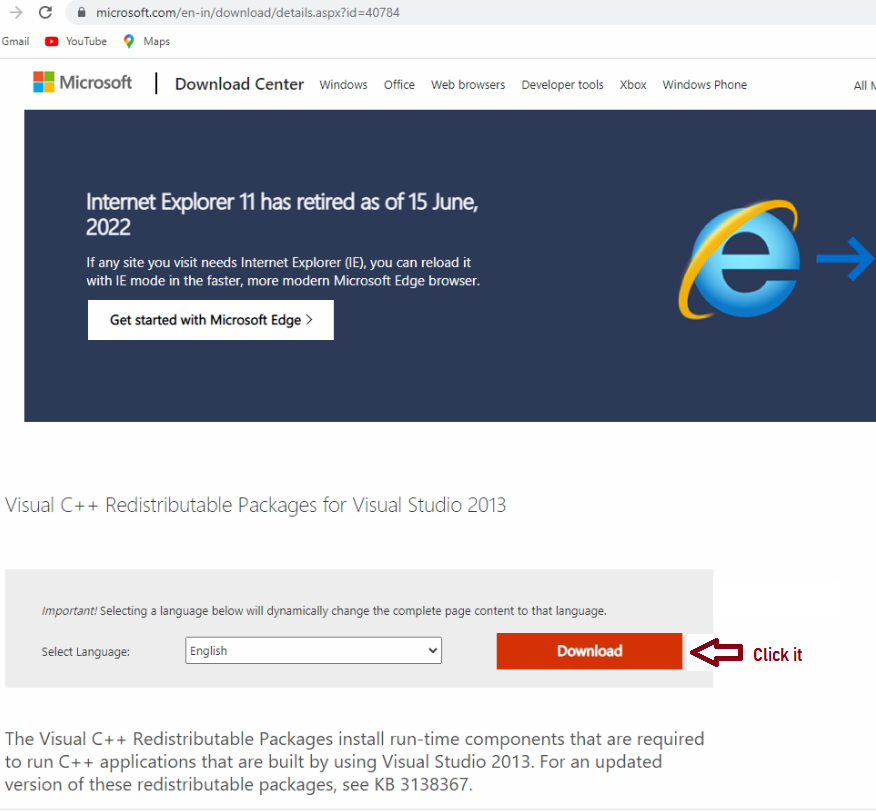 microsoft.com/en-in/download/details.aspx?id=40784
Gmail YouTube Maps
Microsoft Download Center Windows Office Web browsers Developer tools Xbox Windows Phone All M
Internet Explorer 11 has retired as of 15 June,
2022
If any site you visit needs Internet Explorer (IE), you can reload it
with IE mode in the faster, more modern Microsoft Edge browser.
Get started with Microsoft Edge >
Visual C++ Redistributable Packages for Visual Studio 2013
Important! Selecting a language below will dynamically change the complete page content to that language.
Select Language: English Download Click it
The Visual C++ Redistributable Packages install run-time components that are required
to run C++ applications that are built by using Visual Studio 2013. For an updated
version of these redistributable packages, see KB 3138367.